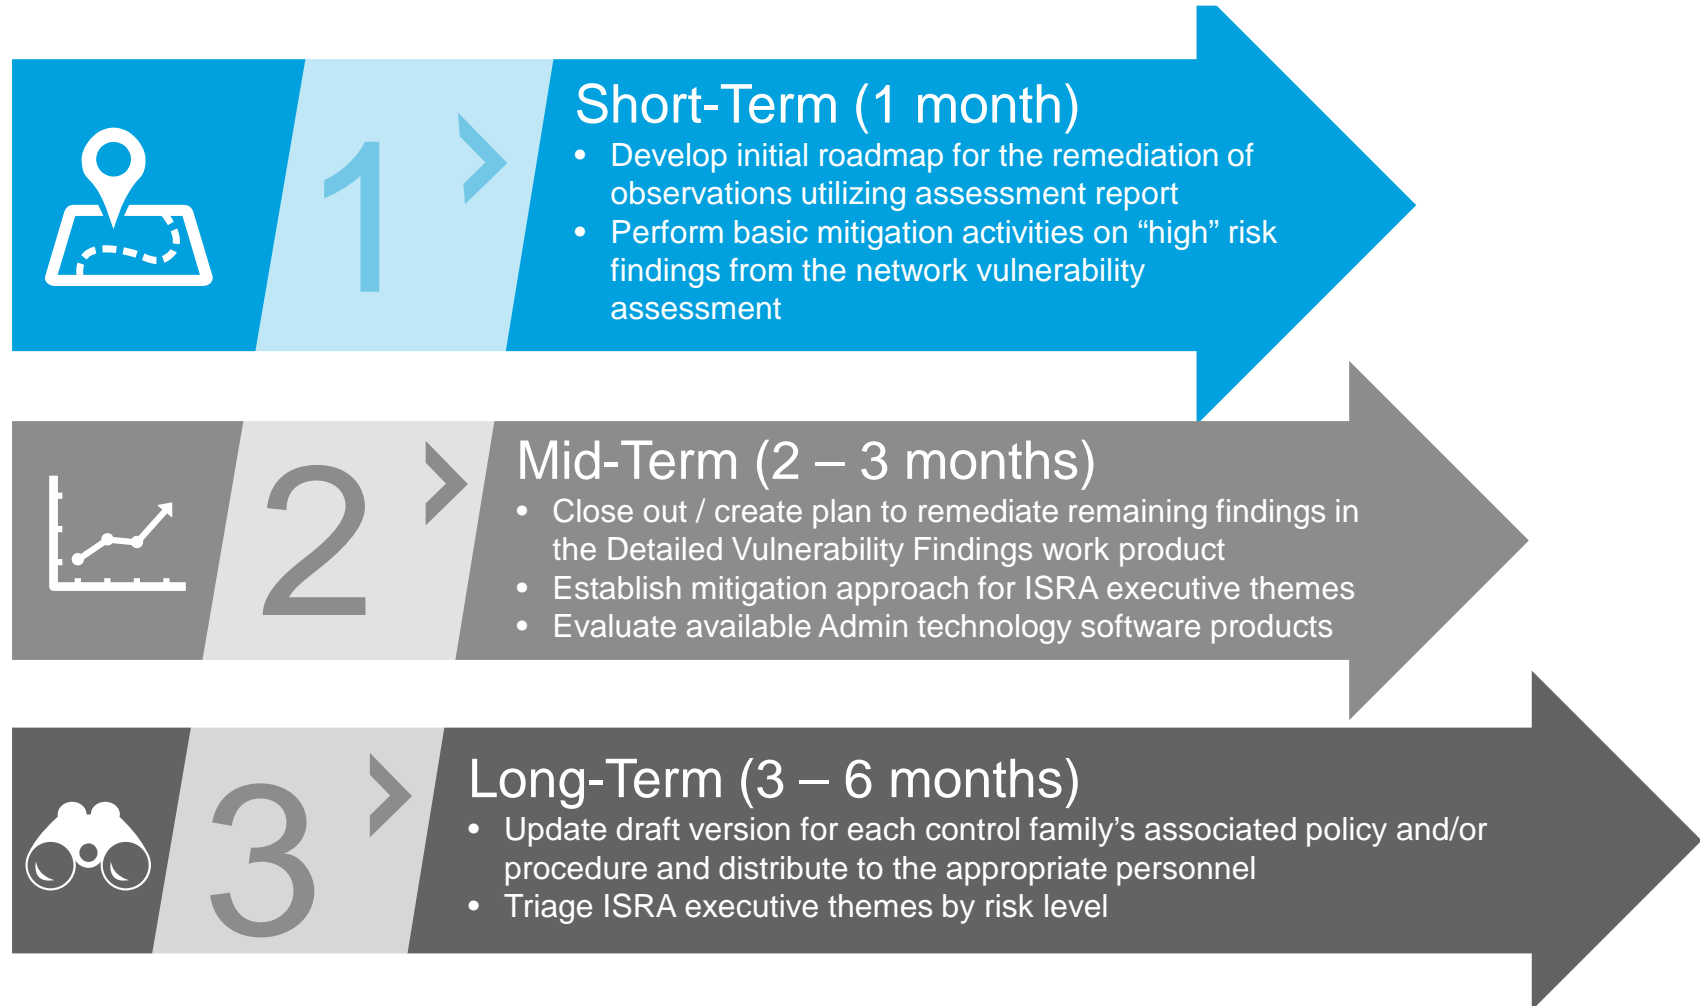 1
Short-Term (1 month)
• Develop initial roadmap for the remediation of
observations utilizing assessment report
• Perform basic mitigation activities on “high” risk
findings from the network vulnerability
assessment
2
Mid-Term (2 – 3 months)
• Close out / create plan to remediate remaining findings in
the Detailed Vulnerability Findings work product
• Establish mitigation approach for ISRA executive themes
• Evaluate available Admin technology software products
3
Long-Term (3 – 6 months)
• Update draft version for each control family’s associated policy and/or
procedure and distribute to the appropriate personnel
• Triage ISRA executive themes by risk level